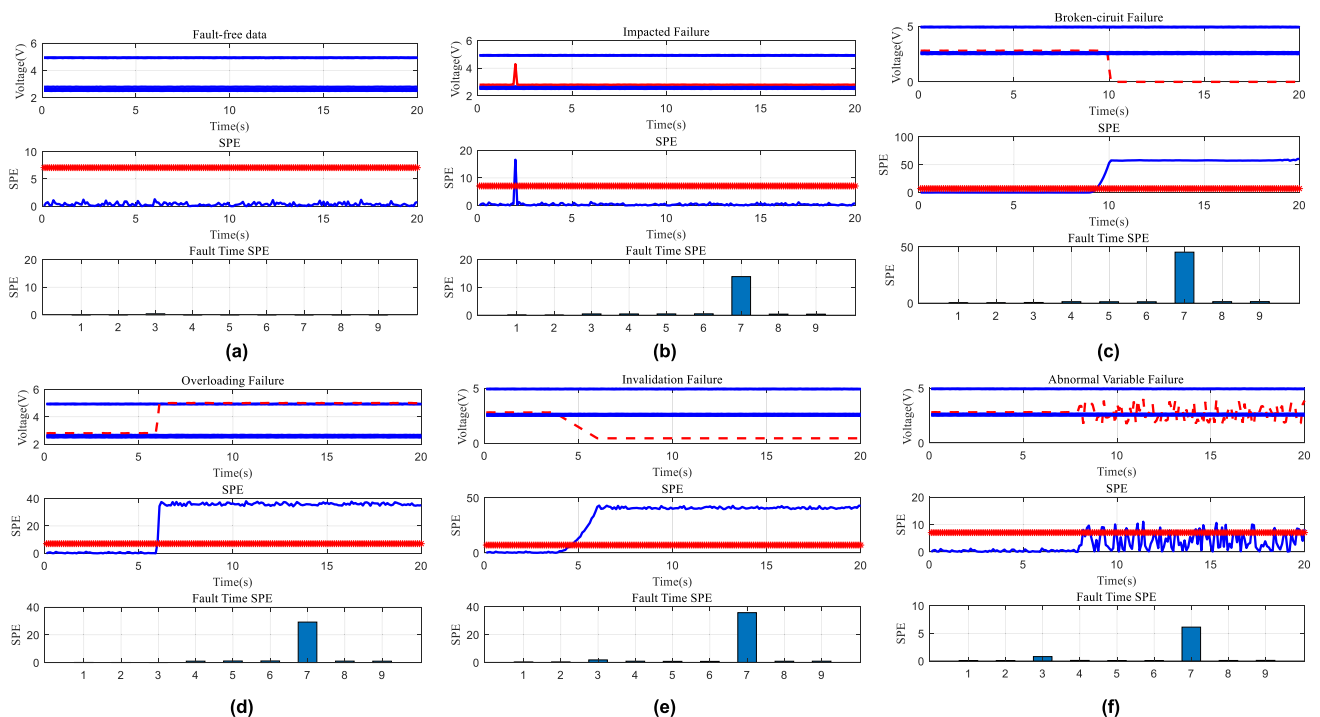 Fault-free data
Voltage(V)
6
4
2
0 5 10 15 20
Time(s)
SPE
SPE
10
5
0
0 5 10 15 20
Time(s)
Fault Time SPE
SPE
20
10
0
1 2 3 4 5 6 7 8 9
(a)
Impacted Failure
Voltage(V)
6
4
2
0 5 10 15 20
Time(s)
SPE
SPE
20
10
0
0 5 10 15 20
Time(s)
Fault Time SPE
SPE
20
10
0
1 2 3 4 5 6 7 8 9
(b)
Broken-ciruit Failure
Voltage(V)
5
0
0 5 10 15 20
Time(s)
SPE
SPE
100
50
0
0 5 10 15 20
Time(s)
Fault Time SPE
SPE
50
0
1 2 3 4 5 6 7 8 9
(c)
Overloading Failure
Voltage(V)
6
4
2
0 5 10 15 20
Time(s)
SPE
SPE
40
20
0
0 5 10 15 20
Time(s)
Fault Time SPE
SPE
40
20
0
1 2 3 4 5 6 7 8 9
(d)
Invalidation Failure
Voltage(V)
5
0
0 5 10 15 20
Time(s)
SPE
SPE
50
0
0 5 10 15 20
Time(s)
Fault Time SPE
SPE
40
20
0
1 2 3 4 5 6 7 8 9
(e)
Abnormal Variable Failure
Voltage(V)
5
0
0 5 10 15 20
Time(s)
SPE
SPE
20
10
0
0 5 10 15 20
Time(s)
Fault Time SPE
SPE
10
5
0
1 2 3 4 5 6 7 8 9
(f)